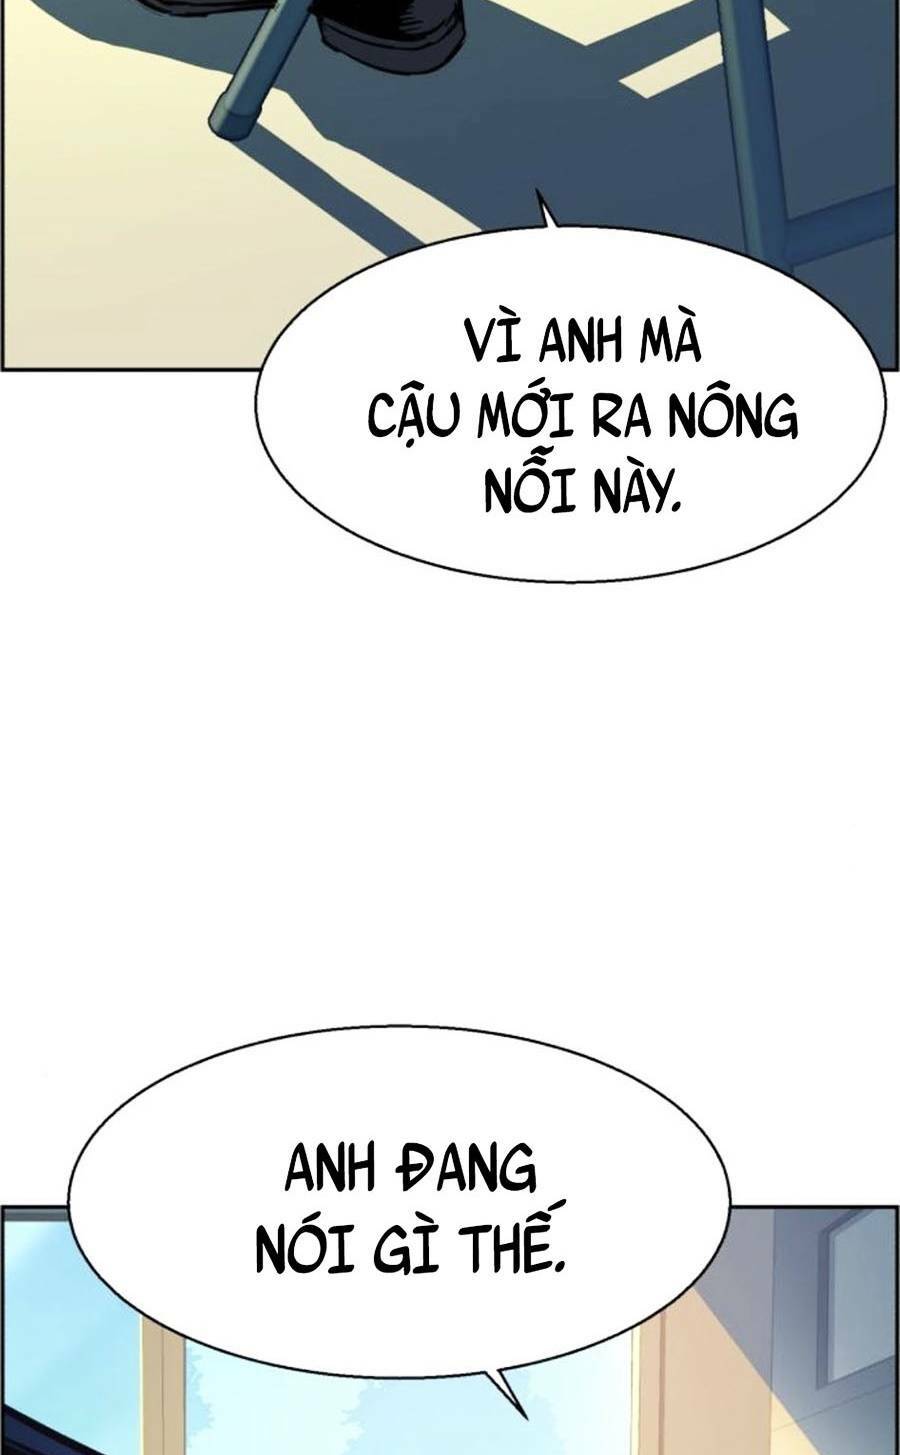 VÌ ANH MÀ
CẬU MỚI RA NÔNG
NỖI NÀY.
ANH ĐANG
NÓI GÌ THẾ.